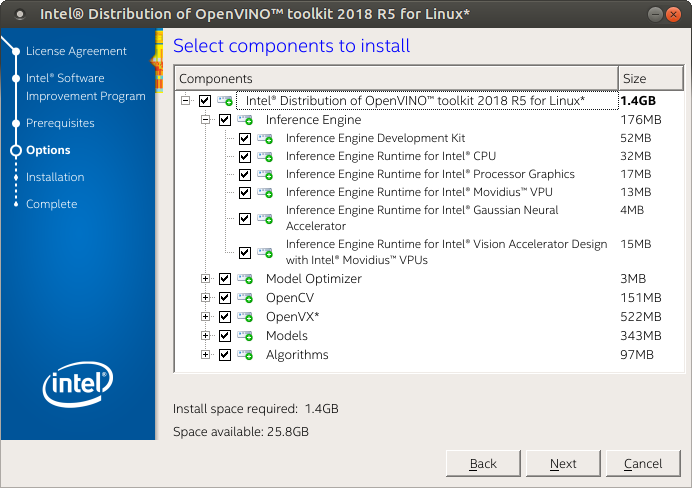 Intel® Distribution of OpenVINO™ toolkit 2018 R5 for Linux*
License Agreement
Intel® Software
Improvement Program
Prerequisites
Options
Installation
Complete
intel®
Select components to install
Components Size
Intel® Distribution of OpenVINO™ toolkit 2018 R5 for Linux* 1.4GB
Inference Engine 176MB
Inference Engine Development Kit 52MB
Inference Engine Runtime for Intel® CPU 32MB
Inference Engine Runtime for Intel® Processor Graphics 17MB
Inference Engine Runtime for Intel® Movidius™ VPU 13MB
Inference Engine Runtime for Intel® Gaussian Neural 4MB
Accelerator
Inference Engine Runtime for Intel® Vision Accelerator Design 15MB
with Intel® Movidius™ VPUs
Model Optimizer 3MB
OpenCV 151MB
OpenVX* 522MB
Models 343MB
Algorithms 97MB
Install space required: 1.4GB
Space available: 25.8GB
Back Next Cancel